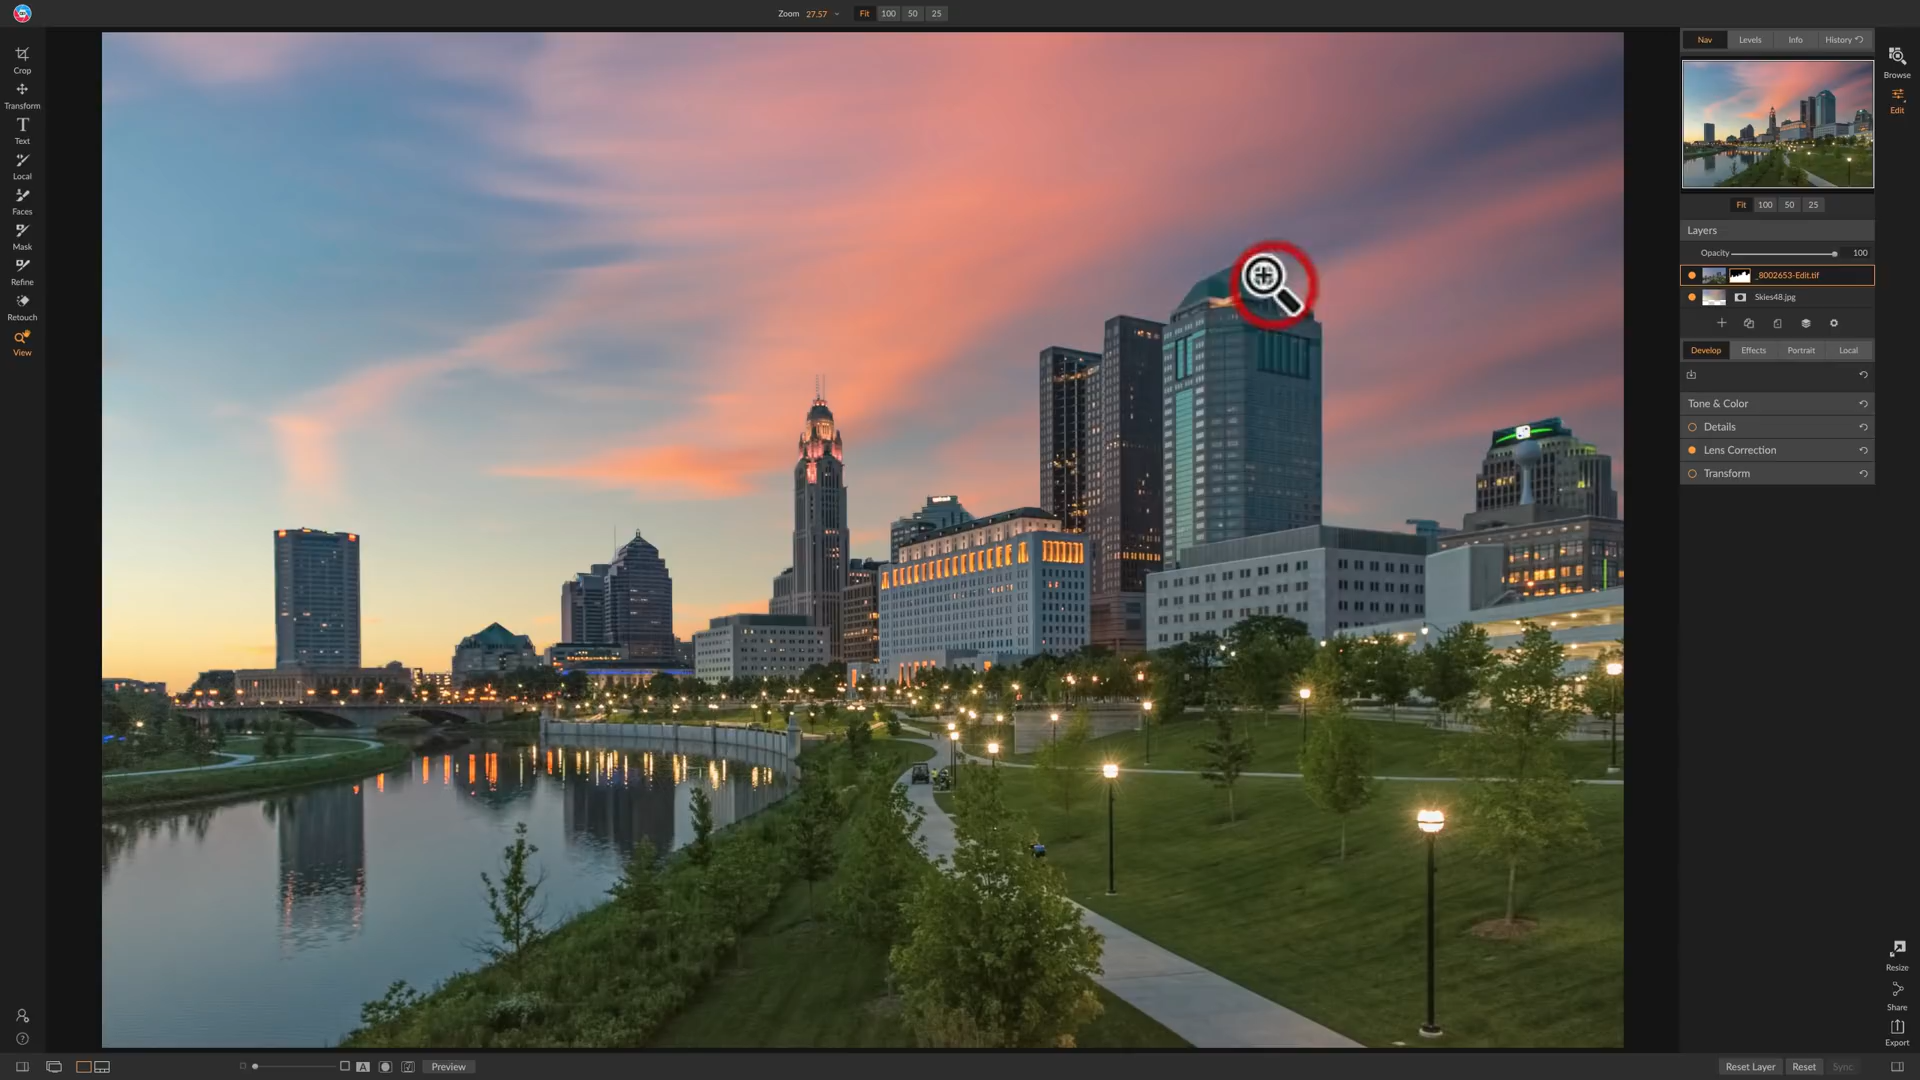 Zoom 27.57 Fit 100 50 25
Crop
Transform
Text
Local
Faces
Mask
Refine
Retouch
View
Nav Levels Info History
Fit 100 50 25
Layers
Opacity 100
_8002653-Edit.tif
Skies48.jpg
Develop Effects Portrait Local
Tone & Color
Details
Lens Correction
Transform
Browse
Edit
Resize
Share
Export
A Preview
Reset Layer Reset Sync